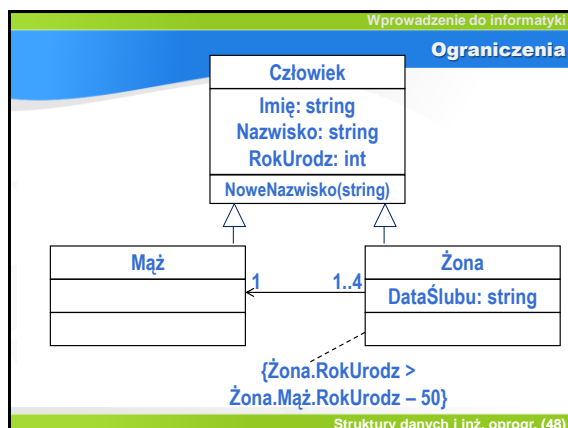 Wprowadzenie do informatyki
Ograniczenia
Człowiek
Imię: string
Nazwisko: string
RokUrodz: int
NoweNazwisko(string)
Mąż
1
1..4
Żona
DataŚlubu: string
{Żona.RokUrodz >
Żona.Mąż.RokUrodz – 50}
Struktury danych i inż. oprogr. (48)